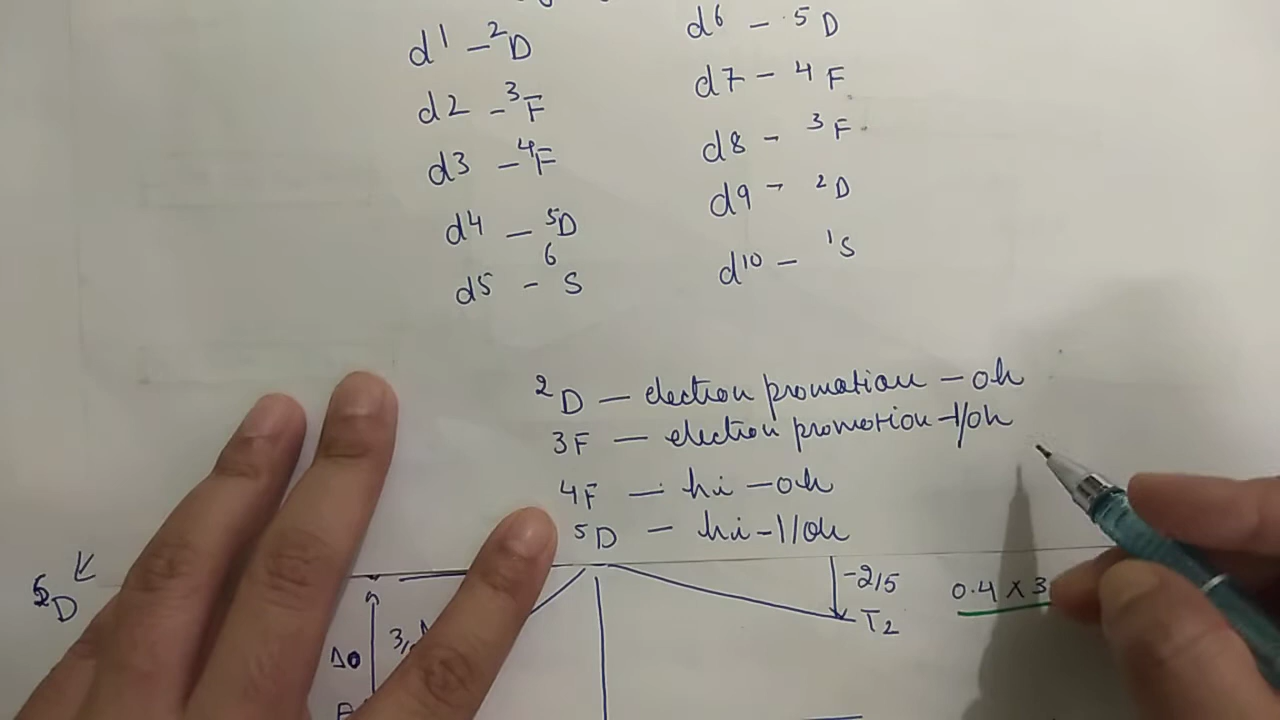 d1 - ²D
d2 - ³F
d3 - ⁴F
d4 - ⁵D
d5 - ⁶S
d6 - ⁵D
d7 - ⁴F
d8 - ³F
d9 - ²D
d10 - ¹S
²D - electron promotion - oh
3F - electron promotion - 1/oh
4F - hi - oh
⁵D - hi - 1/oh
D
Δo
-2/5
T2
0.4 X 3